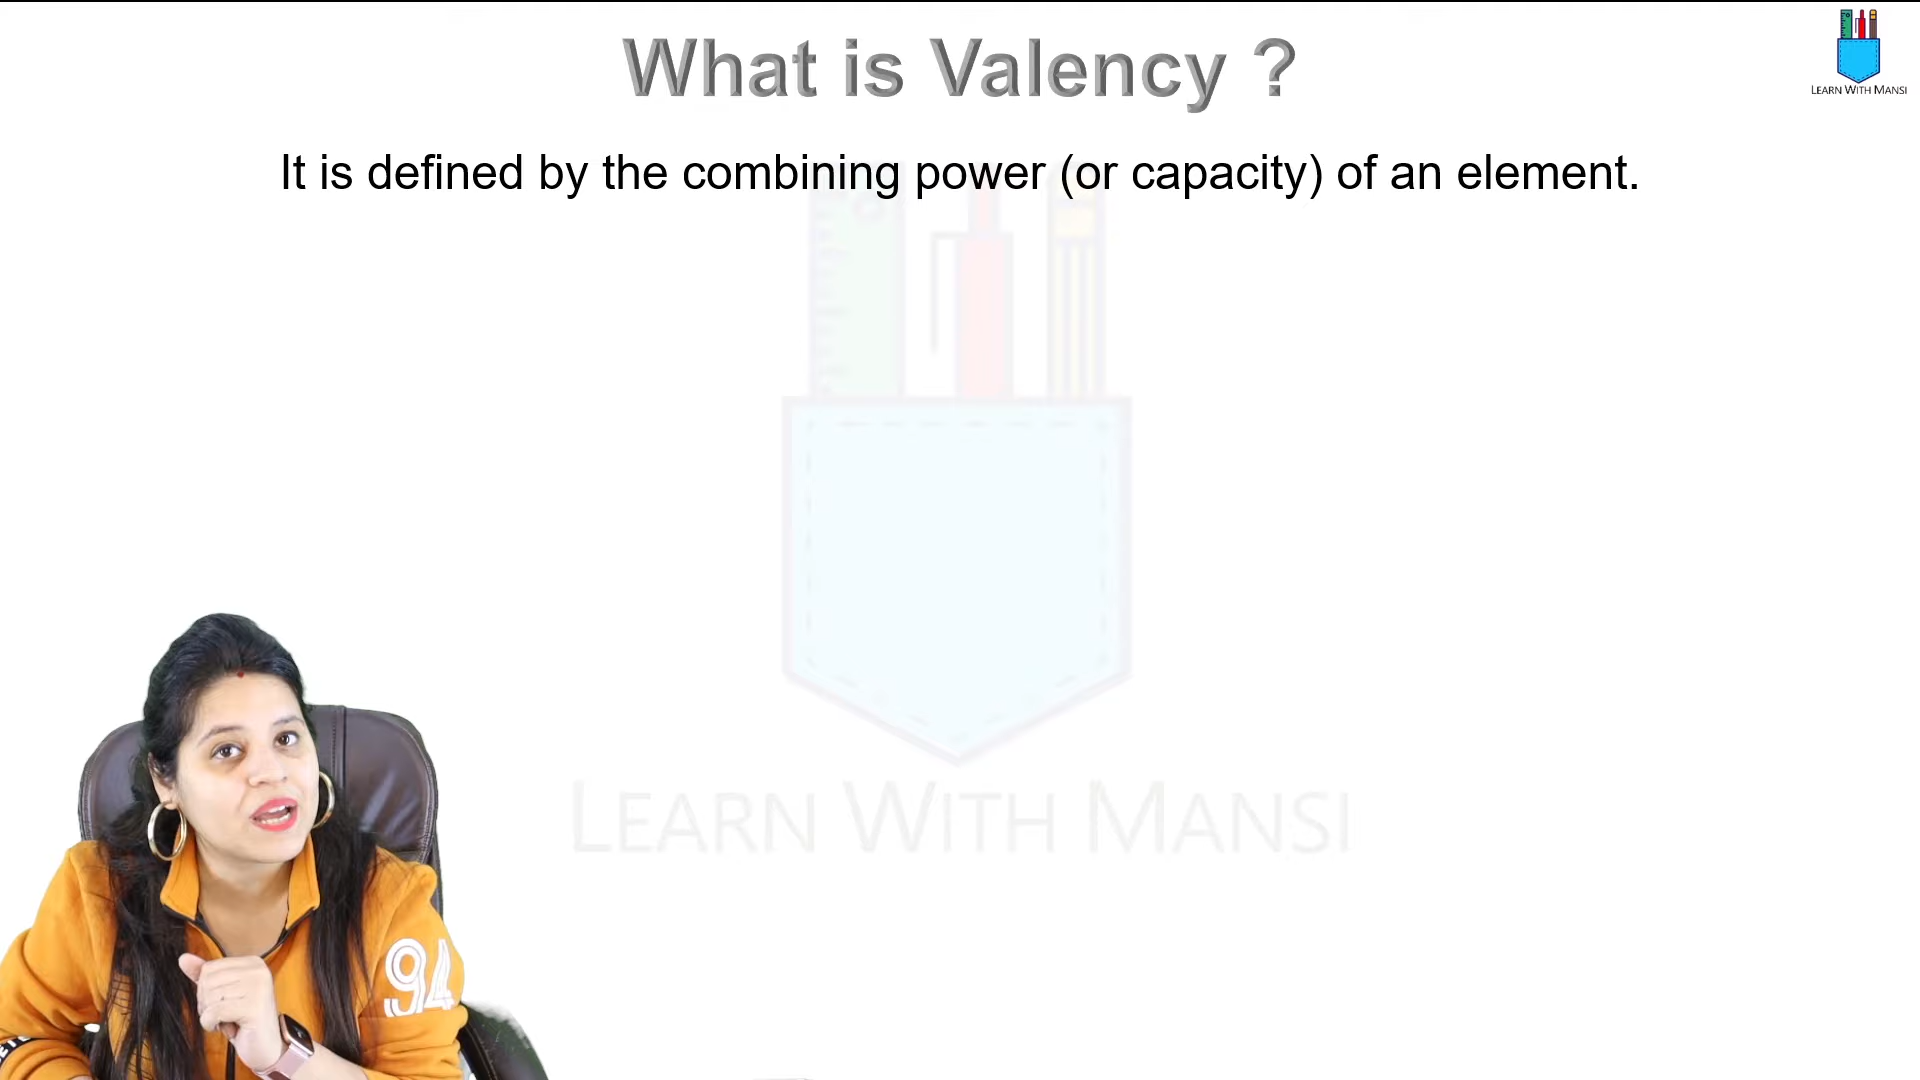 What is Valency ?
LEARN WITH MANSI
It is defined by the combining power (or capacity) of an element.
LEARN WITH MANSI
94